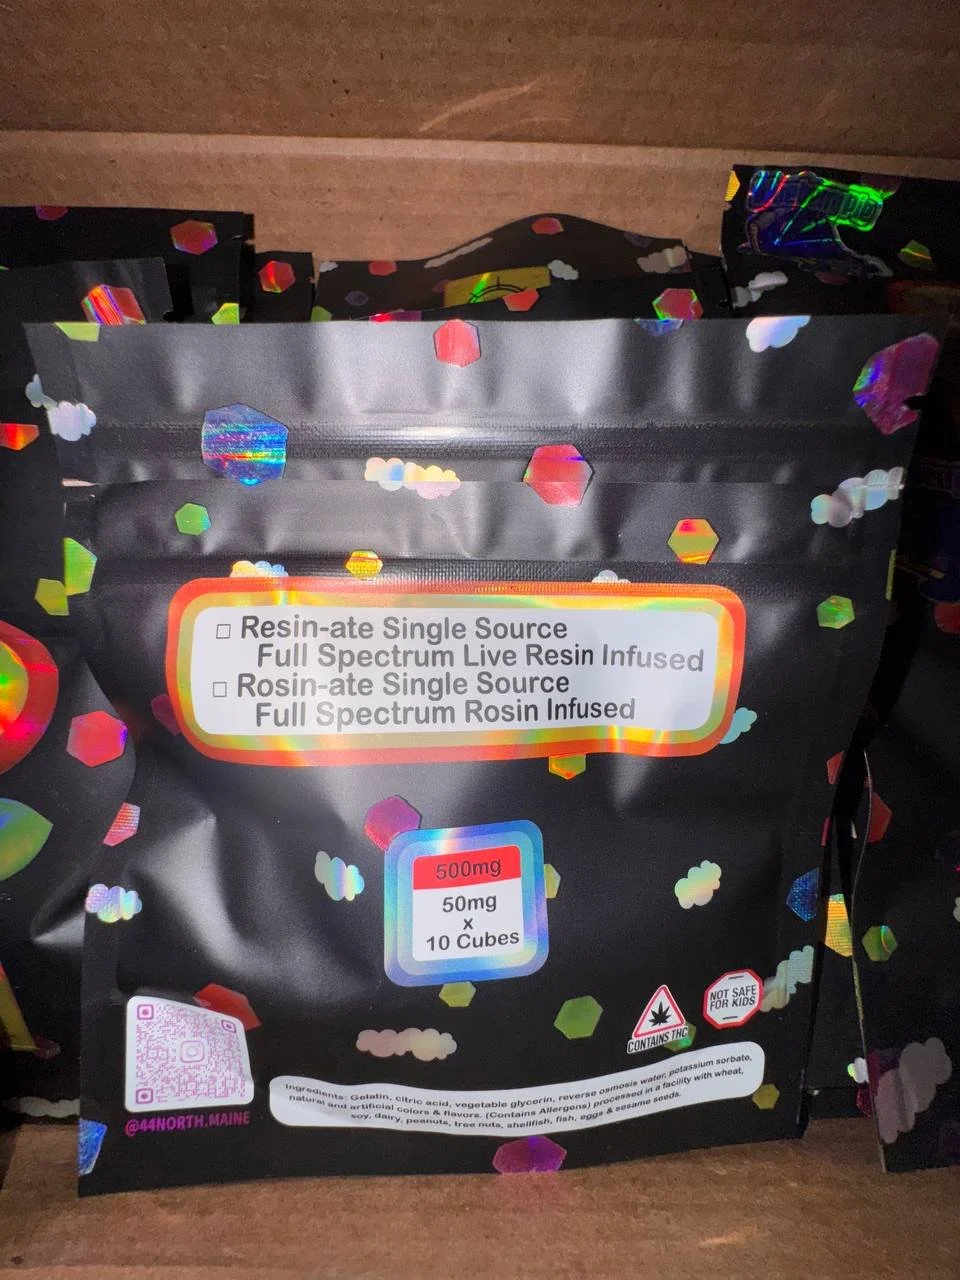 □ Resin-ate Single Source
Full Spectrum Live Resin Infused
□ Rosin-ate Single Source
Full Spectrum Rosin Infused
500mg
50mg
x
10 Cubes
NOT SAFE
FOR KIDS
CONTAINS THC
@44NORTH.MAINE
Ingredients: Gelatin, citric acid, vegetable glycerin, reverse osmosis water, potassium sorbate,
natural and artificial colors & flavors. (Contains Allergens) processed in a facility with wheat,
soy, dairy, peanuts, tree nuts, shellfish, fish, eggs & sesame seeds.